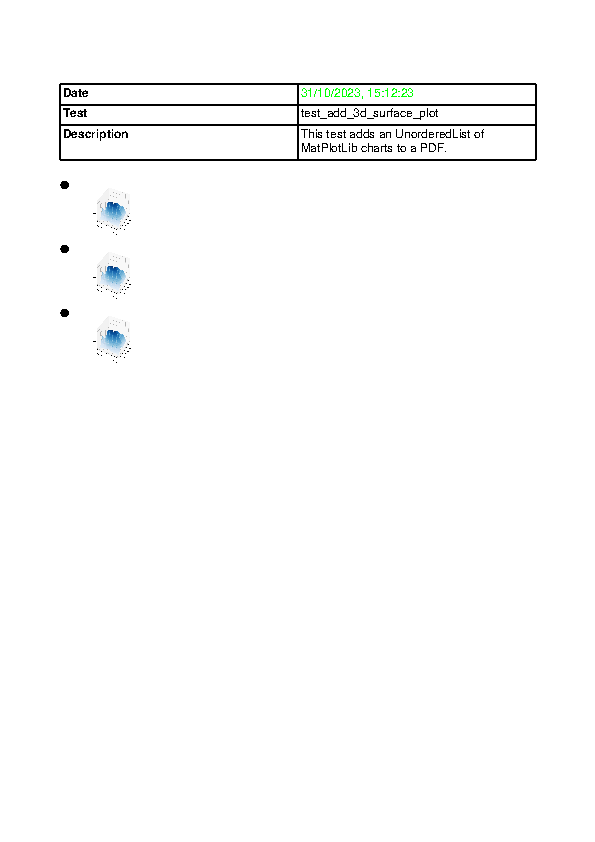 Date 31/10/2023, 15:12:23
Test test_add_3d_surface_plot
Description This test adds an UnorderedList of
MatPlotLib charts to a PDF.